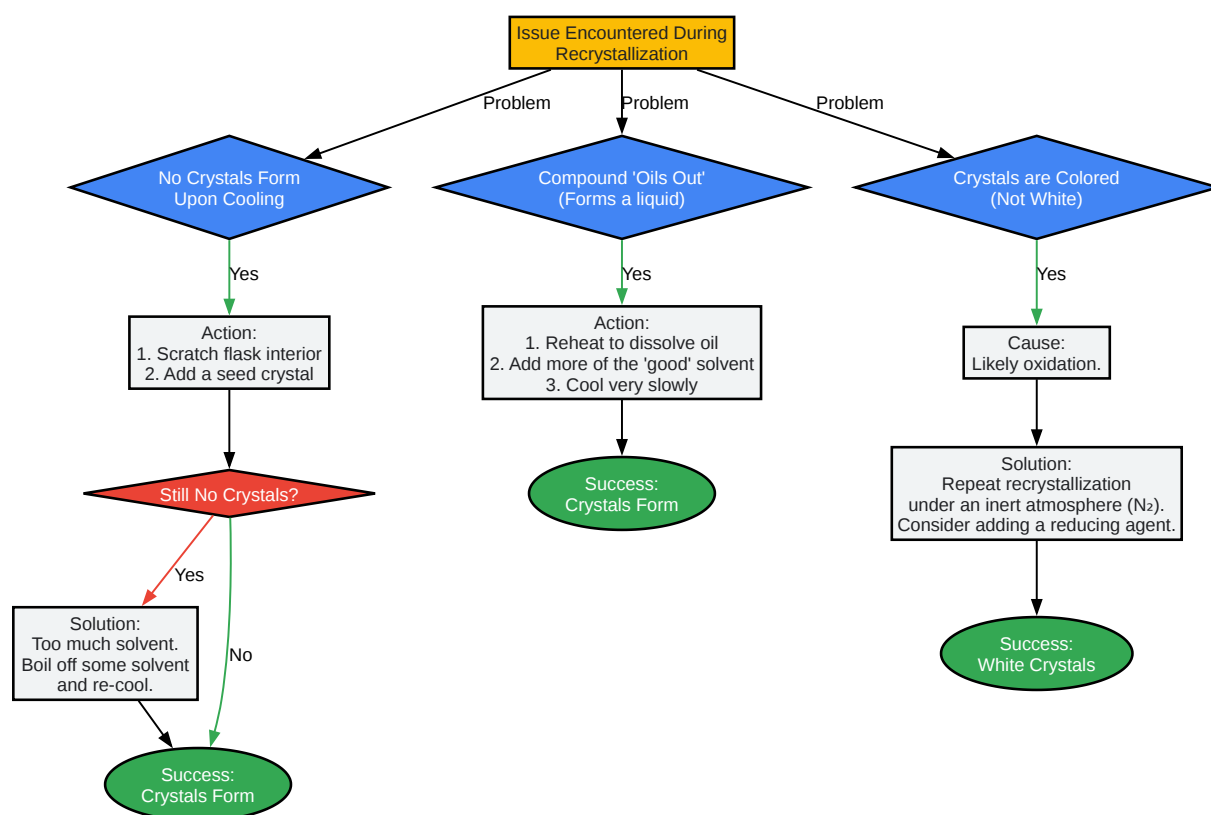 Issue Encountered During
Recrystallization
Problem
Problem
Problem
No Crystals Form
Upon Cooling
Compound 'Oils Out'
(Forms a liquid)
Crystals are Colored
(Not White)
Yes
Yes
Yes
Action:
1. Scratch flask interior
2. Add a seed crystal
Action:
1. Reheat to dissolve oil
2. Add more of the 'good' solvent
3. Cool very slowly
Cause:
Likely oxidation.
Still No Crystals?
Success:
Crystals Form
Solution:
Repeat recrystallization
under an inert atmosphere (N₂).
Consider adding a reducing agent.
Yes
No
Solution:
Too much solvent.
Boil off some solvent
and re-cool.
Success:
White Crystals
Success:
Crystals Form